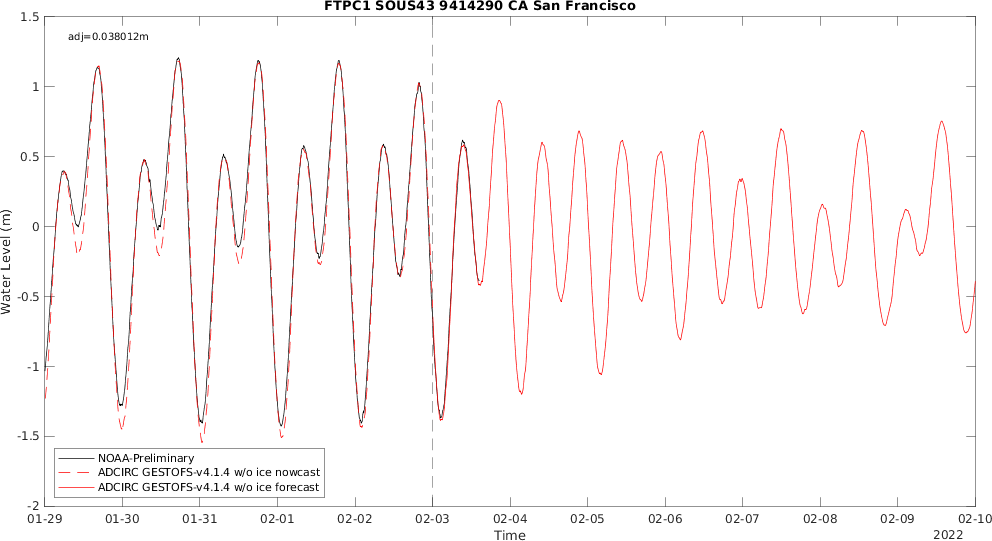 FTPC1 SOUS43 9414290 CA San Francisco
adj=0.038012m
1.5
1
0.5
0
-0.5
-1
-1.5
-2
Water Level (m)
NOAA-Preliminary
ADCIRC GESTOFS-v4.1.4 w/o ice nowcast
ADCIRC GESTOFS-v4.1.4 w/o ice forecast
01-29 01-30 01-31 02-01 02-02 02-03 02-04 02-05 02-06 02-07 02-08 02-09 02-10
Time
2022